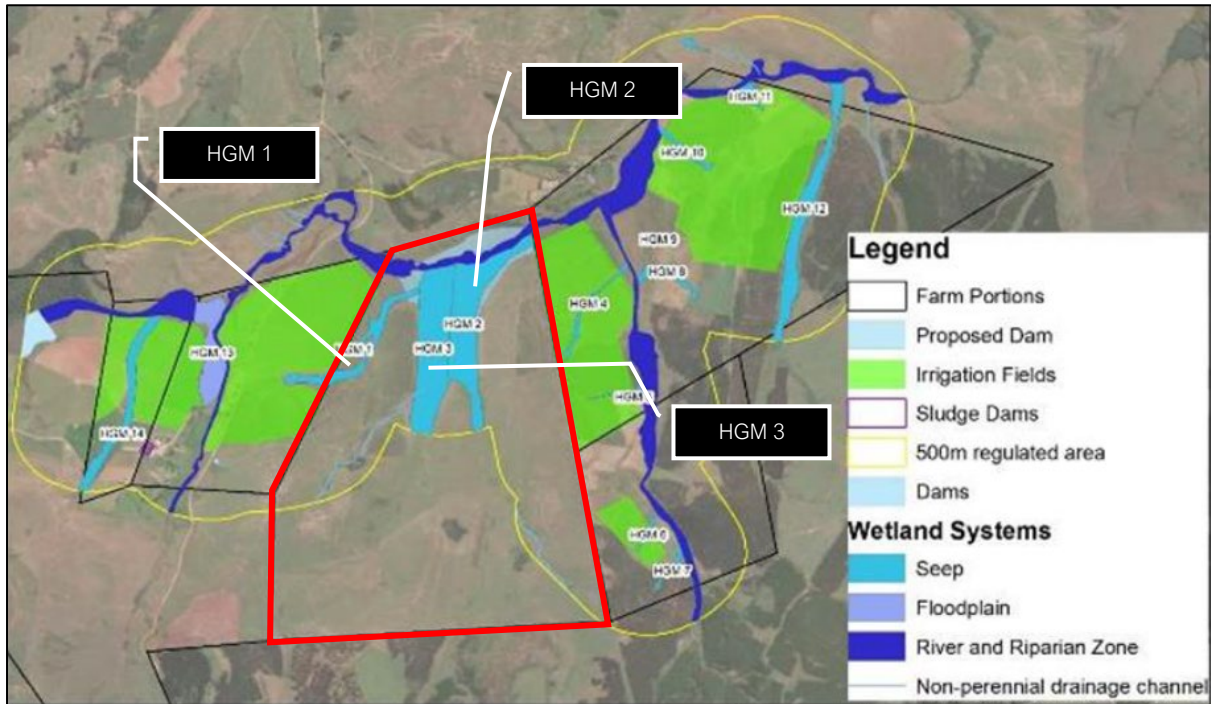 HGM 2
HGM 11
HGM 1
HGM 10
HGM 12
HGM 9
HGM 8
HGM 4
HGM 2
HGM 3
HGM 1
HGM 13
HGM 3
HGM 14
HGM 6
HGM 7
Legend
Farm Portions
Proposed Dam
Irrigation Fields
Sludge Dams
500m regulated area
Dams
Wetland Systems
Seep
Floodplain
River and Riparian Zone
Non-perennial drainage channel